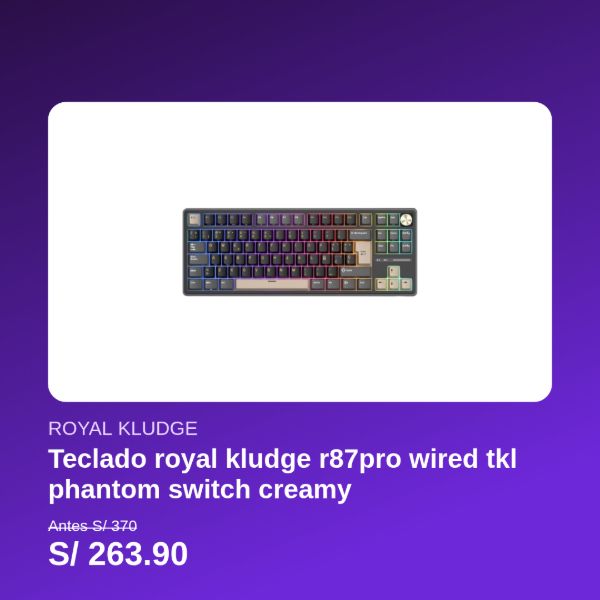 ROYAL KLUDGE
Teclado royal kludge r87pro wired tkl
phantom switch creamy
Antes S/ 370
S/ 263.90